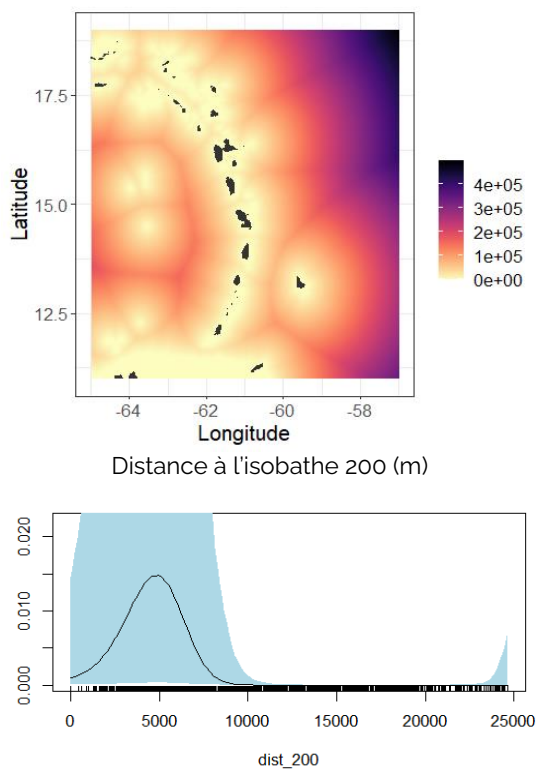 17.5
15.0
12.5
Latitude
-64 -62 -60 -58
Longitude
4e+05
3e+05
2e+05
1e+05
0e+00
Distance à l'isobathe 200 (m)
0.020
0.010
0.000
0 5000 10000 15000 20000 25000
dist_200